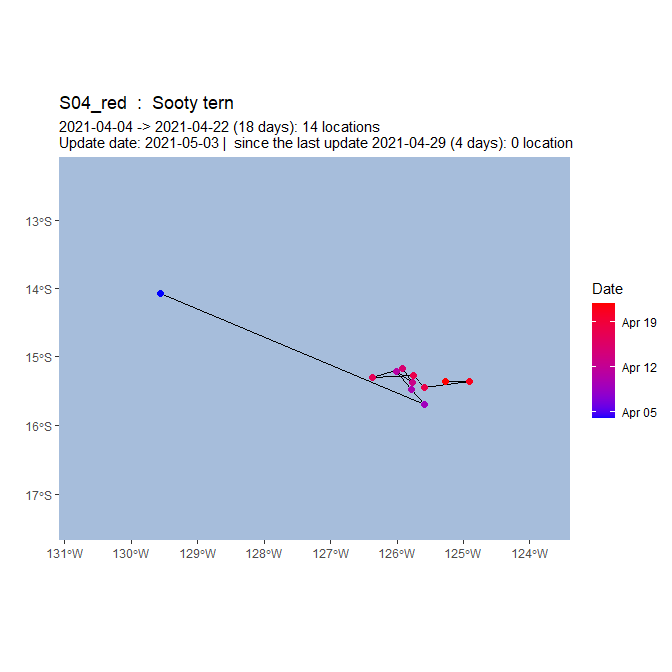 S04_red  :  Sooty tern
2021-04-04 -> 2021-04-22 (18 days): 14 locations
Update date: 2021-05-03 |  since the last update 2021-04-29 (4 days): 0 location
13°S
14°S
15°S
16°S
17°S
131°W
130°W
129°W
128°W
127°W
126°W
125°W
124°W
Date
Apr 19
Apr 12
Apr 05